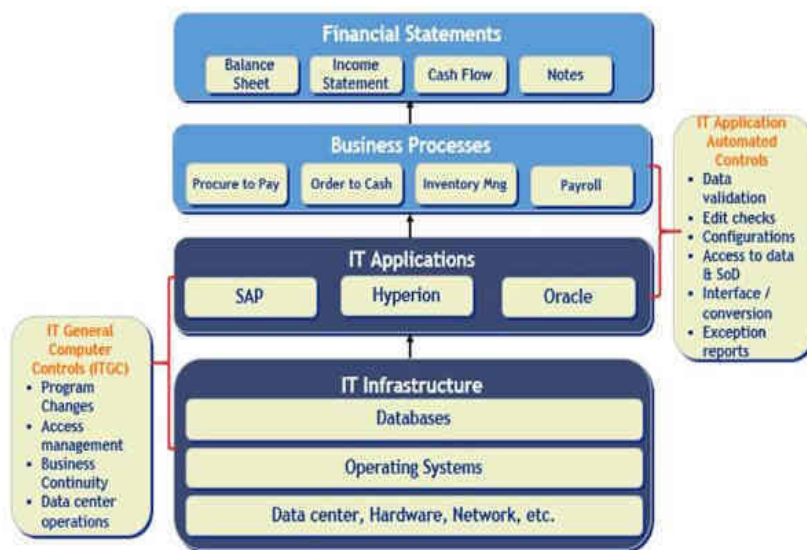 Financial Statements
Balance
Sheet
Income
Statement
Cash Flow
Notes
Business Processes
Procure to Pay
Order to Cash
Inventory Mng
Payroll
IT Application
Automated
Controls
• Data
validation
• Edit checks
• Configurations
• Access to data
& SoD
• Interface /
conversion
• Exception
reports
IT Applications
SAP
Hyperion
Oracle
IT General
Computer
Controls (ITGC)
• Program
Changes
• Access
management
• Business
Continuity
• Data center
operations
IT Infrastructure
Databases
Operating Systems
Data center, Hardware, Network, etc.